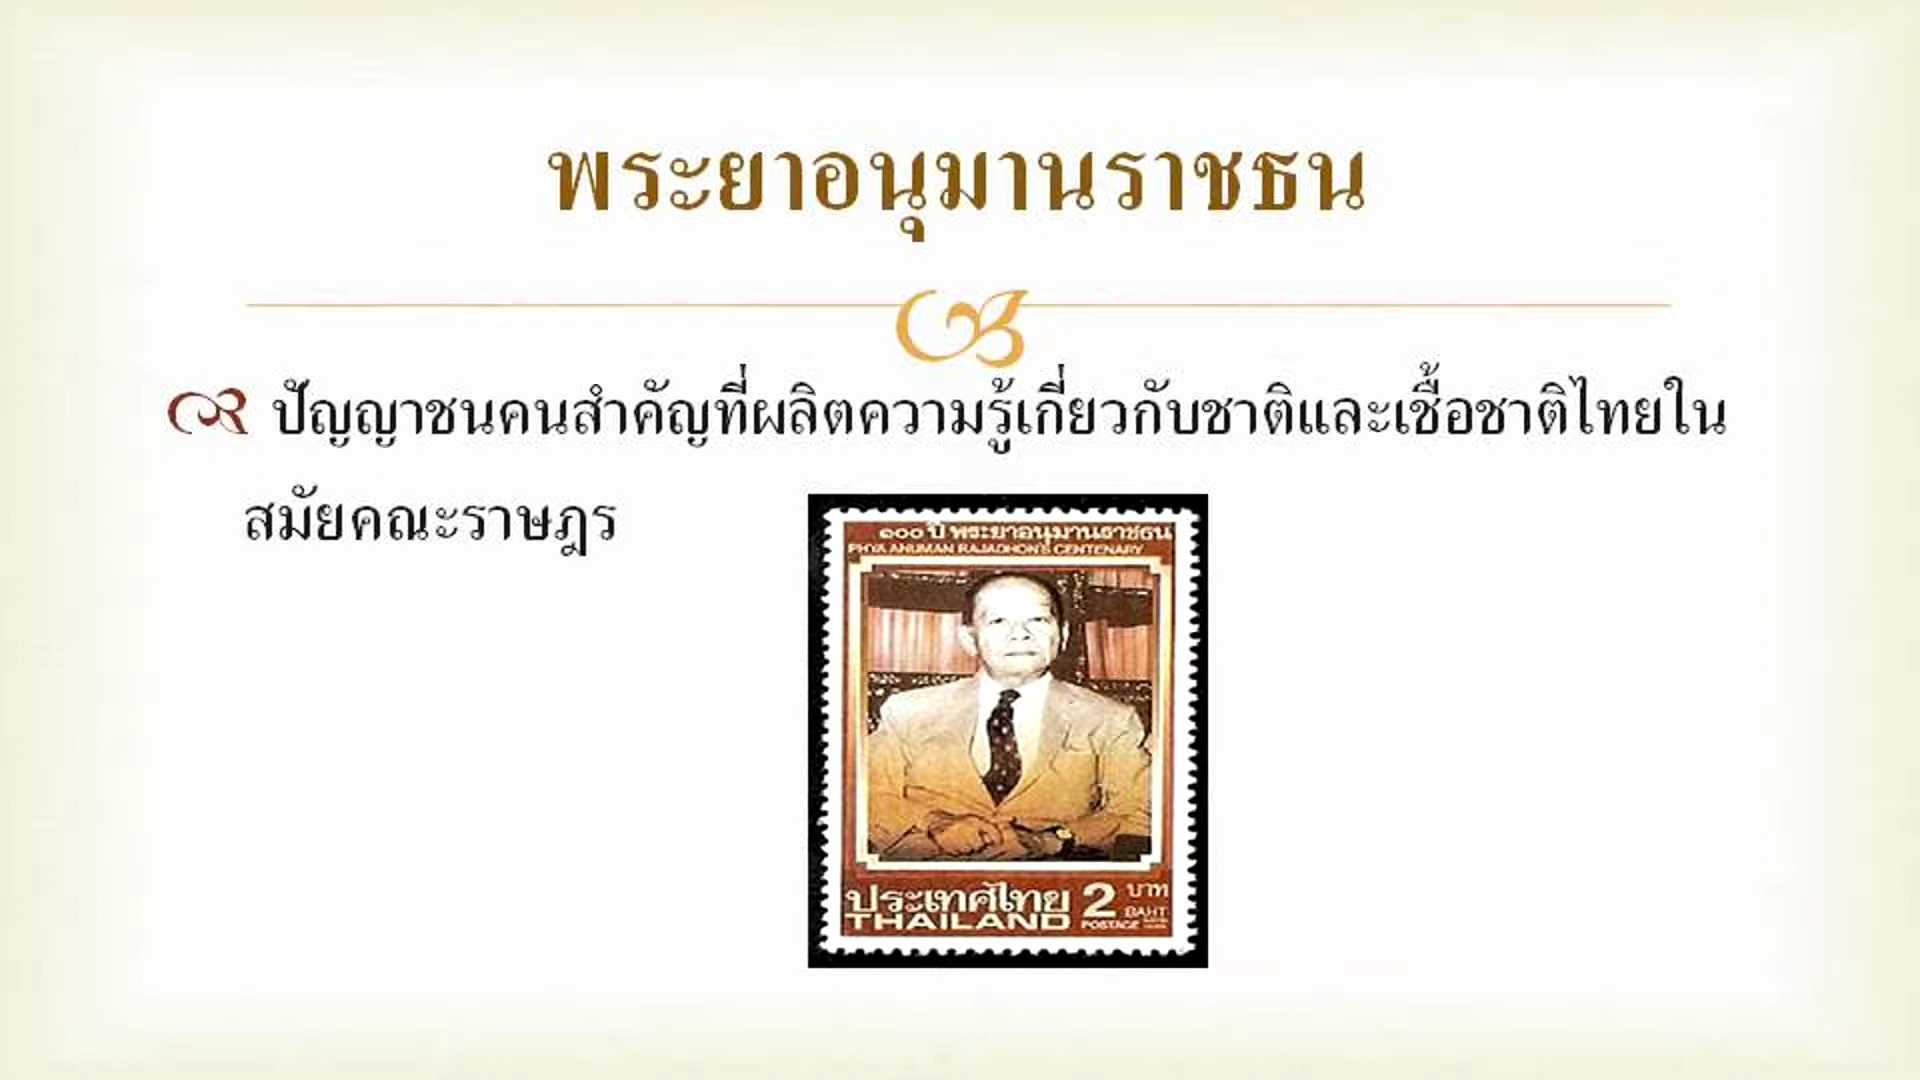 พระยาอนุมานราชธน
ปัญญาชนคนสำคัญที่ผลิตความรู้เกี่ยวกับชาติและเชื้อชาติไทยใน
สมัยคณะราษฎร
๑๐๐ ปี พระยาอนุมานราชธน
PHYA ANUMAN RAJADHON'S CENTENARY
ประเทศไทย 2 บาท
THAILAND POSTAGE BAHT